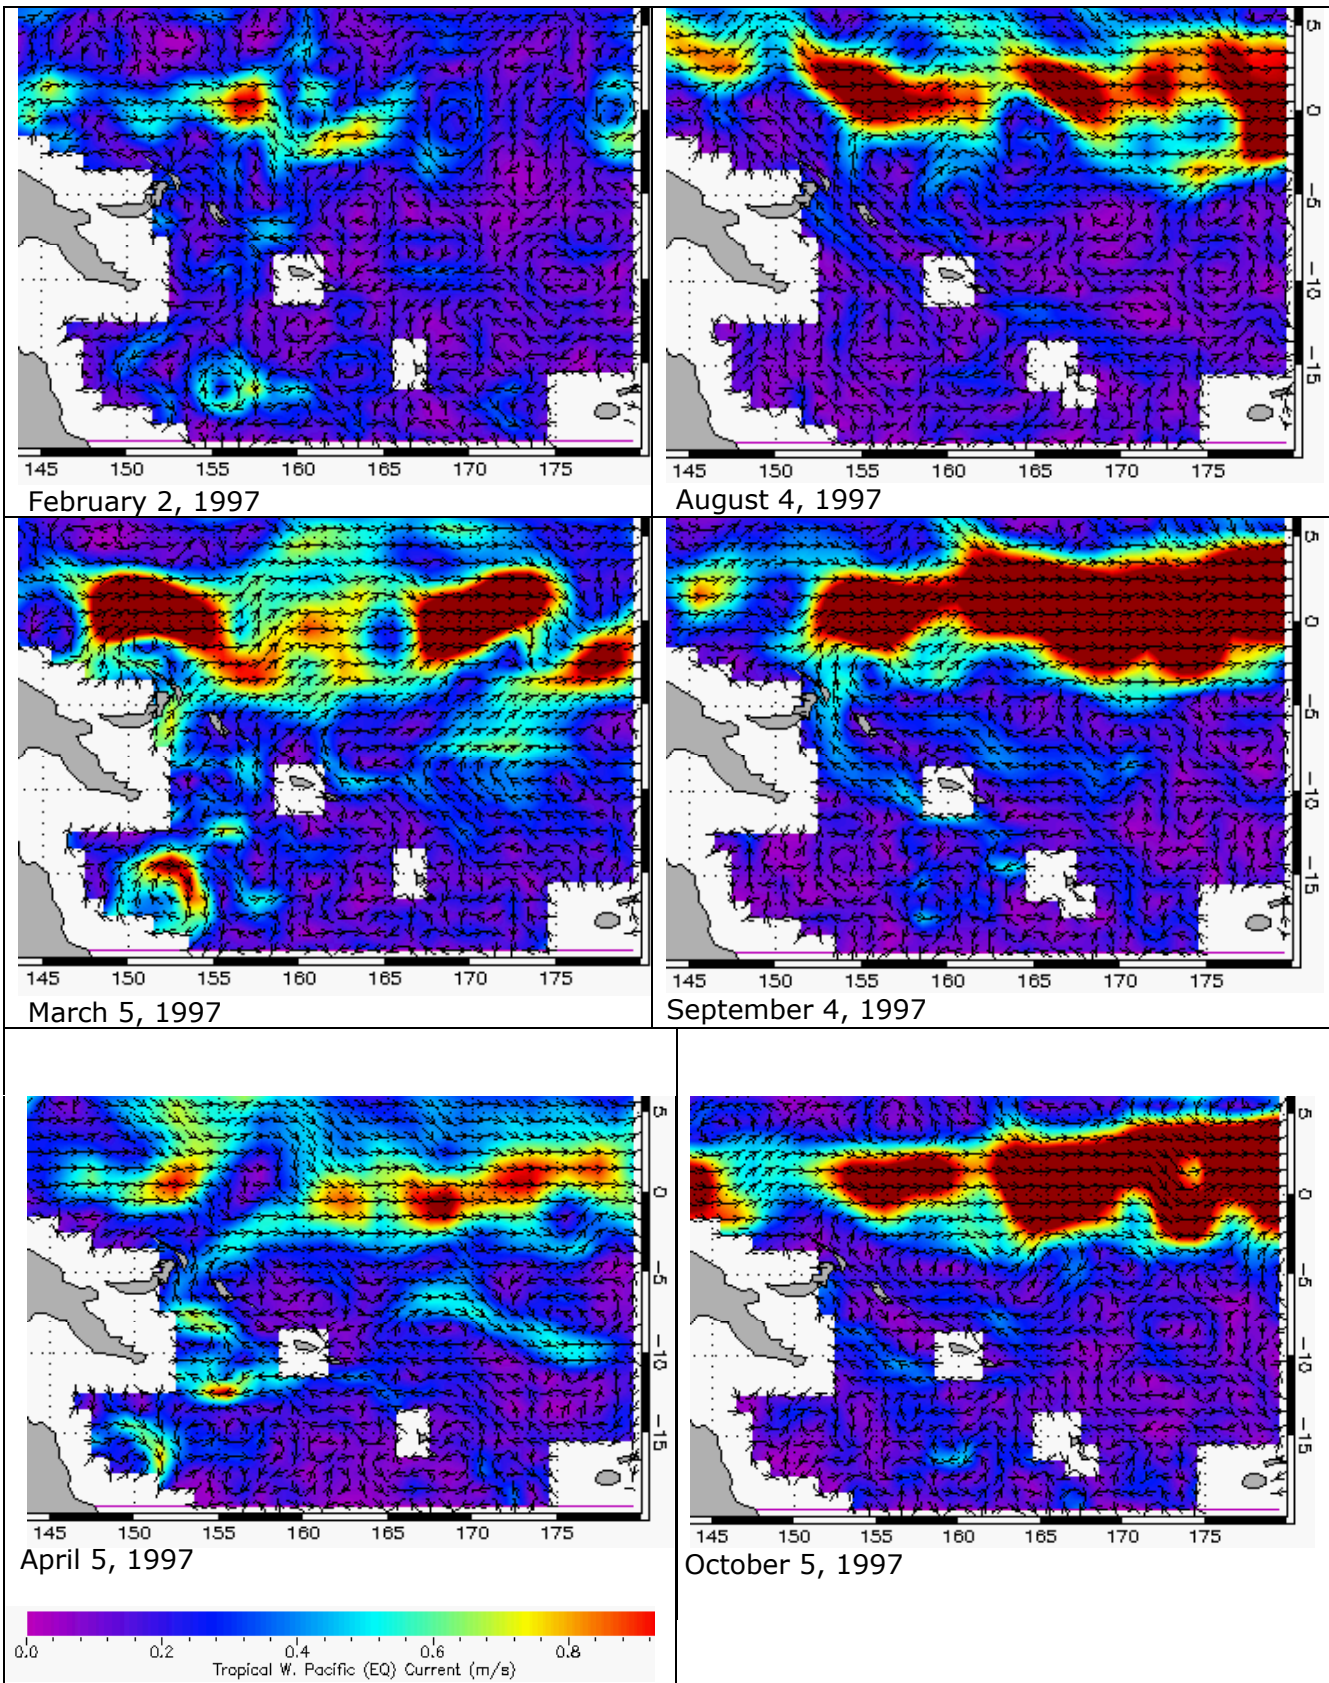 5
0
-5
-10
-15
145 150 155 160 165 170 175
February 2, 1997
145 150 155 160 165 170 175
August 4, 1997
5
0
-5
-10
-15
145 150 155 160 165 170 175
March 5, 1997
145 150 155 160 165 170 175
September 4, 1997
5
0
-5
-10
-15
5
0
-5
-10
-15
145 150 155 160 165 170 175
April 5, 1997
145 150 155 160 165 170 175
October 5, 1997
0.0 0.2 0.4 0.6 0.8
Tropical W. Pacific (EQ) Current (m/s)